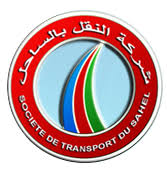 شركة النقل بالساحل
SOCIETE DE TRANSPORT DU SAHEL